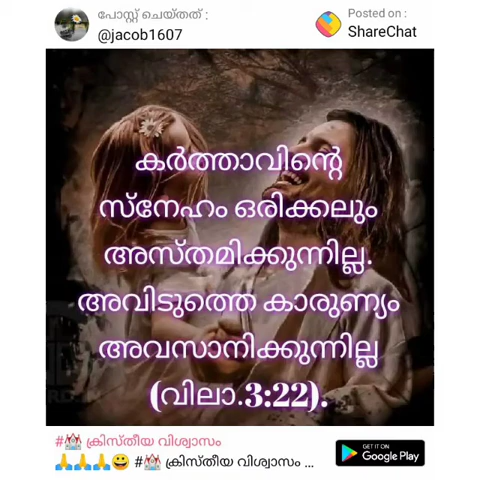 പോസ്റ്റ് ചെയ്തത് :
@jacob1607
Posted on :
ShareChat
കർത്താവിന്റെ
സ്നേഹം ഒരിക്കലും
അസ്തമിക്കുന്നില്ല.
അവിടുത്തെ കാരുണ്യം
അവസാനിക്കുന്നില്ല
(വിലാ.3:22).
#💒 ക്രിസ്തീയ വിശ്വാസം
🙏🙏🙏😀 #💒 ക്രിസ്തീയ വിശ്വാസം ...
GET IT ON
Google Play